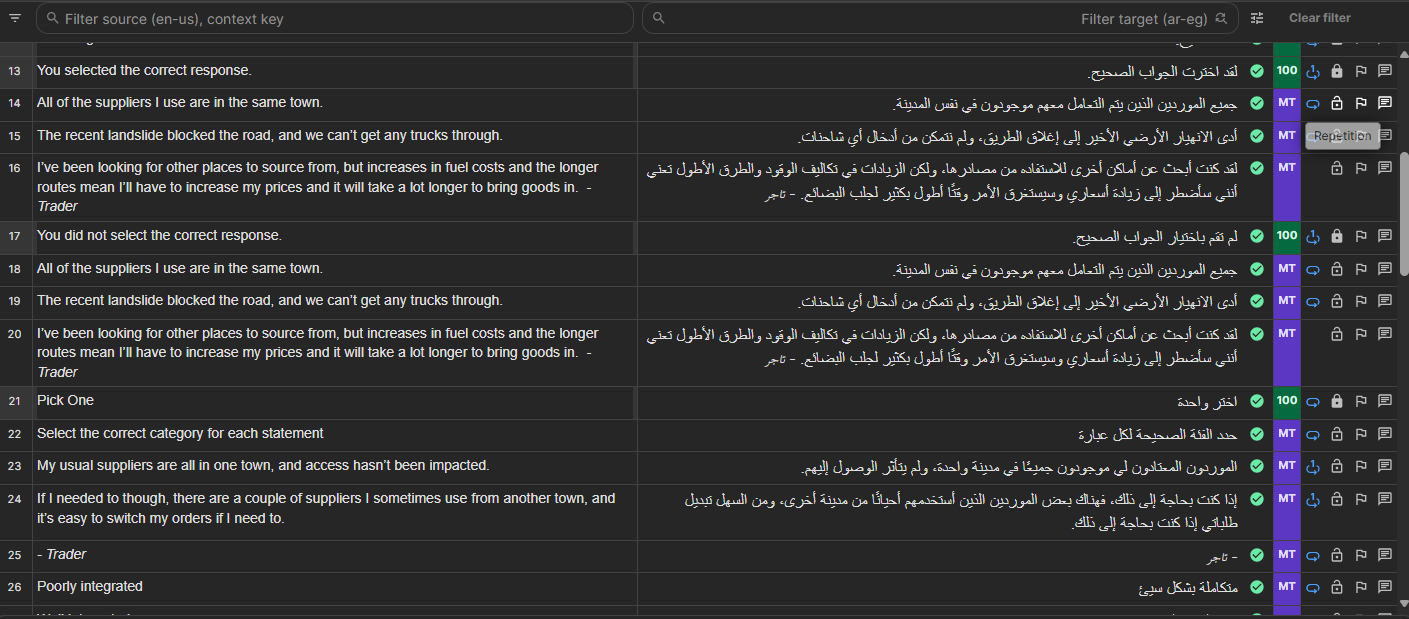 Filter source (en-us), context key
Filter target (ar-eg)
Clear filter
13 You selected the correct response.
لقد اخترت الجواب الصحيح.
100
14 All of the suppliers I use are in the same town.
جميع الموردين الذين يتم التعامل معهم موجودون في نفس المدينة.
MT
15 The recent landslide blocked the road, and we can’t get any trucks through.
أدى الانهيار الأرضي الأخير إلى إغلاق الطريق، ولم نتمكن من أدخال أي شاحنات.
MT
Repetition
16 I’ve been looking for other places to source from, but increases in fuel costs and the longer
routes mean I’ll have to increase my prices and it will take a lot longer to bring goods in. -
Trader
لقد كنت أبحث عن أماكن أخرى للاستفاده من مصادرها، ولكن الزيادات في تكاليف الوقود والطرق الأطول تعني
أنني سأضطر إلى زيادة أسعاري وسيستغرق الأمر وقتًا أطول بكثير لجلب البضائع. - تاجر
MT
17 You did not select the correct response.
لم تقم باختيار الجواب الصحيح.
100
18 All of the suppliers I use are in the same town.
جميع الموردين الذين يتم التعامل معهم موجودون في نفس المدينة.
MT
19 The recent landslide blocked the road, and we can’t get any trucks through.
أدى الانهيار الأرضي الأخير إلى إغلاق الطريق، ولم نتمكن من أدخال أي شاحنات.
MT
20 I’ve been looking for other places to source from, but increases in fuel costs and the longer
routes mean I’ll have to increase my prices and it will take a lot longer to bring goods in. -
Trader
لقد كنت أبحث عن أماكن أخرى للاستفاده من مصادرها، ولكن الزيادات في تكاليف الوقود والطرق الأطول تعني
أنني سأضطر إلى زيادة أسعاري وسيستغرق الأمر وقتًا أطول بكثير لجلب البضائع. - تاجر
MT
21 Pick One
اختر واحدة
100
22 Select the correct category for each statement
حدد الفئة الصحيحة لكل عبارة
MT
23 My usual suppliers are all in one town, and access hasn’t been impacted.
الموردون المعتادون لي موجودون جميعًا في مدينة واحدة، ولم يتأثر الوصول إليهم.
MT
24 If I needed to though, there are a couple of suppliers I sometimes use from another town, and
it’s easy to switch my orders if I need to.
إذا كنت بحاجة إلى ذلك، فهناك بعض الموردين الذين أستخدمهم أحيانًا من مدينة أخرى، ومن السهل تبديل
طلباتي إذا كنت بحاجة إلى ذلك.
MT
25 - Trader
- تاجر
MT
26 Poorly integrated
متكاملة بشكل سيئ
MT